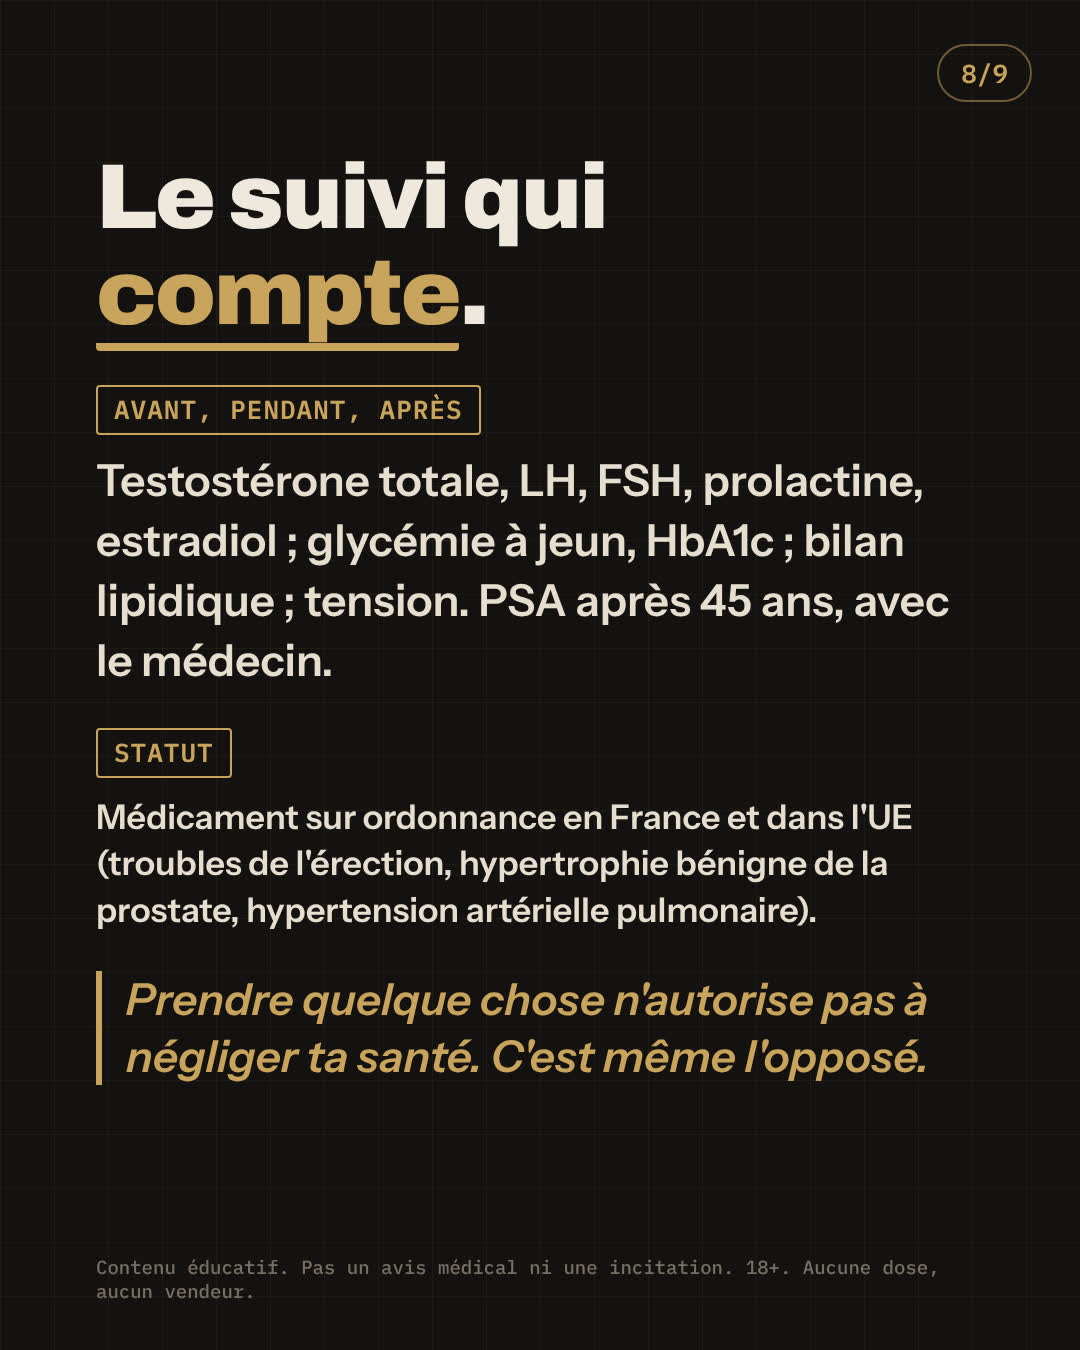 8/9
Le suivi qui
compte.
AVANT, PENDANT, APRÈS
Testostérone totale, LH, FSH, prolactine,
estradiol ; glycémie à jeun, HbA1c ; bilan
lipidique ; tension. PSA après 45 ans, avec
le médecin.
STATUT
Médicament sur ordonnance en France et dans l'UE
(troubles de l'érection, hypertrophie bénigne de la
prostate, hypertension artérielle pulmonaire).
Prendre quelque chose n'autorise pas à
négliger ta santé. C'est même l'opposé.
Contenu éducatif. Pas un avis médical ni une incitation. 18+. Aucune dose,
aucun vendeur.